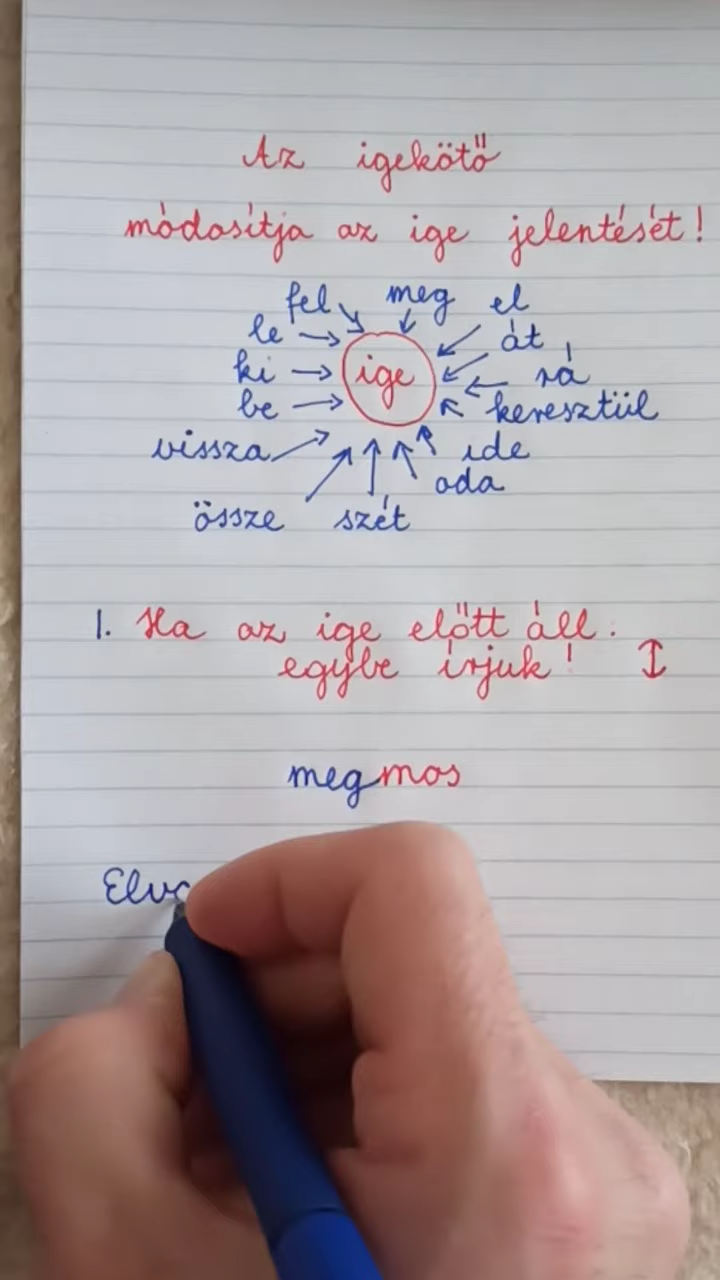 Az igekötő
módosítja az ige jelentését!
fel meg el
le át
ki ige rá
be keresztül
vissza ide
oda
össze szét
1. Ha az ige előtt áll:
egybe írjuk!
megmos